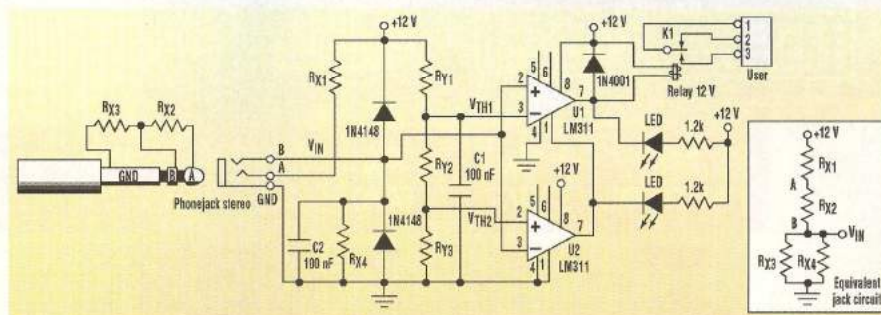 +12 V
+12 V
K1
1
2
3
User
RX1
RY1
5
6
2
8
+
7
3
−
4
1
U1
LM311
1N4001
Relay 12 V
RX3
RX2
1N4148
VTH1
LED
1.2k
+12 V
+12 V
B
VIN
A
GND
GND
B
A
Phonejack stereo
RY2
C1
100 nF
+12 V
LED
1.2k
RX1
A
RX2
B
VIN
1N4148
VTH2
5
6
2
8
+
7
3
−
4
1
U2
LM311
C2
100 nF
RX4
RY3
RX3
RX4
Equivalent
jack circuit